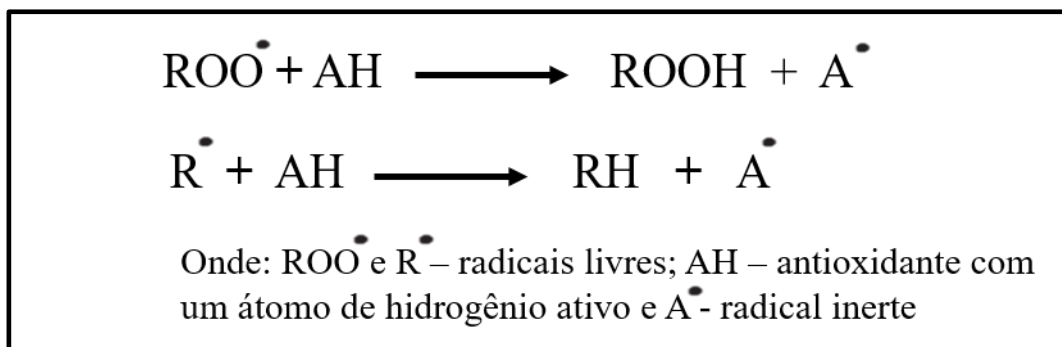 ROO• + AH ⟶ ROOH + A•
R• + AH ⟶ RH + A•
Onde: ROO• e R• – radicais livres; AH – antioxidante com
um átomo de hidrogênio ativo e A• - radical inerte